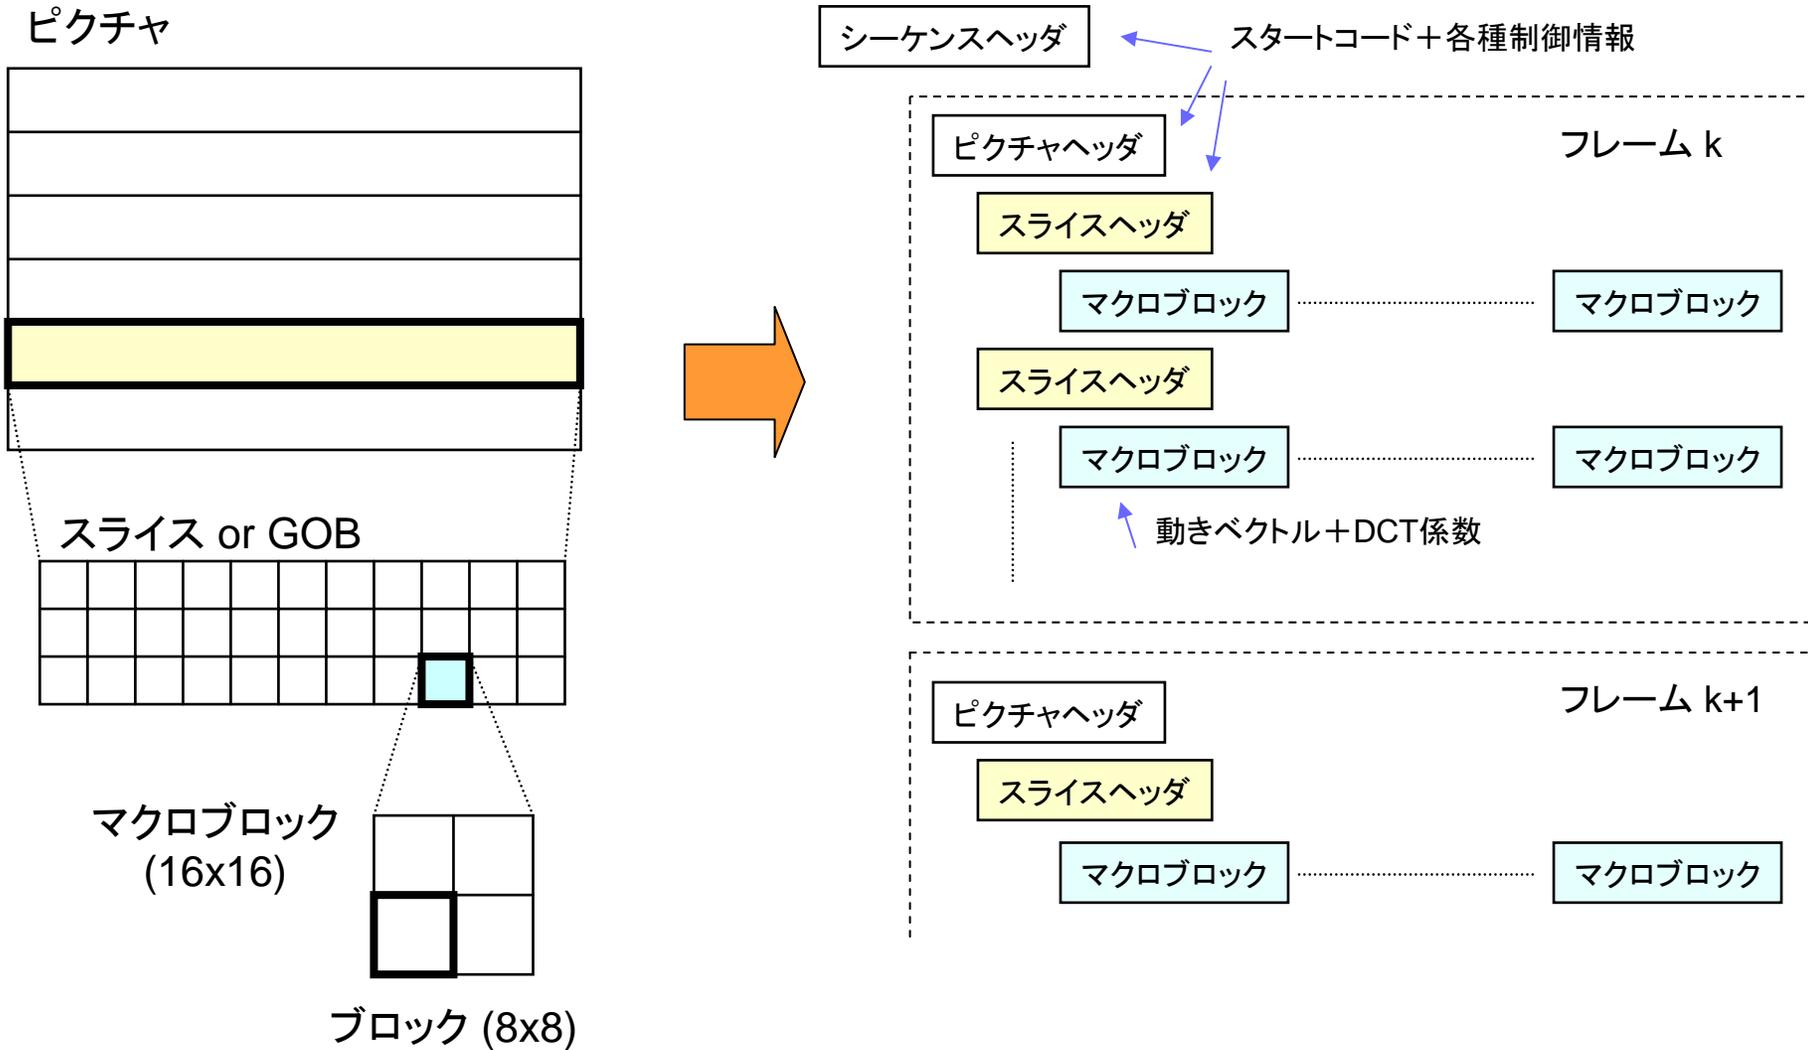 ピクチャ
スライス or GOB
マクロブロック
(16x16)
ブロック (8x8)
シーケンスヘッダ
スタートコード＋各種制御情報
ピクチャヘッダ
フレーム k
スライスヘッダ
マクロブロック
マクロブロック
スライスヘッダ
マクロブロック
マクロブロック
動きベクトル＋DCT係数
ピクチャヘッダ
フレーム k+1
スライスヘッダ
マクロブロック
マクロブロック